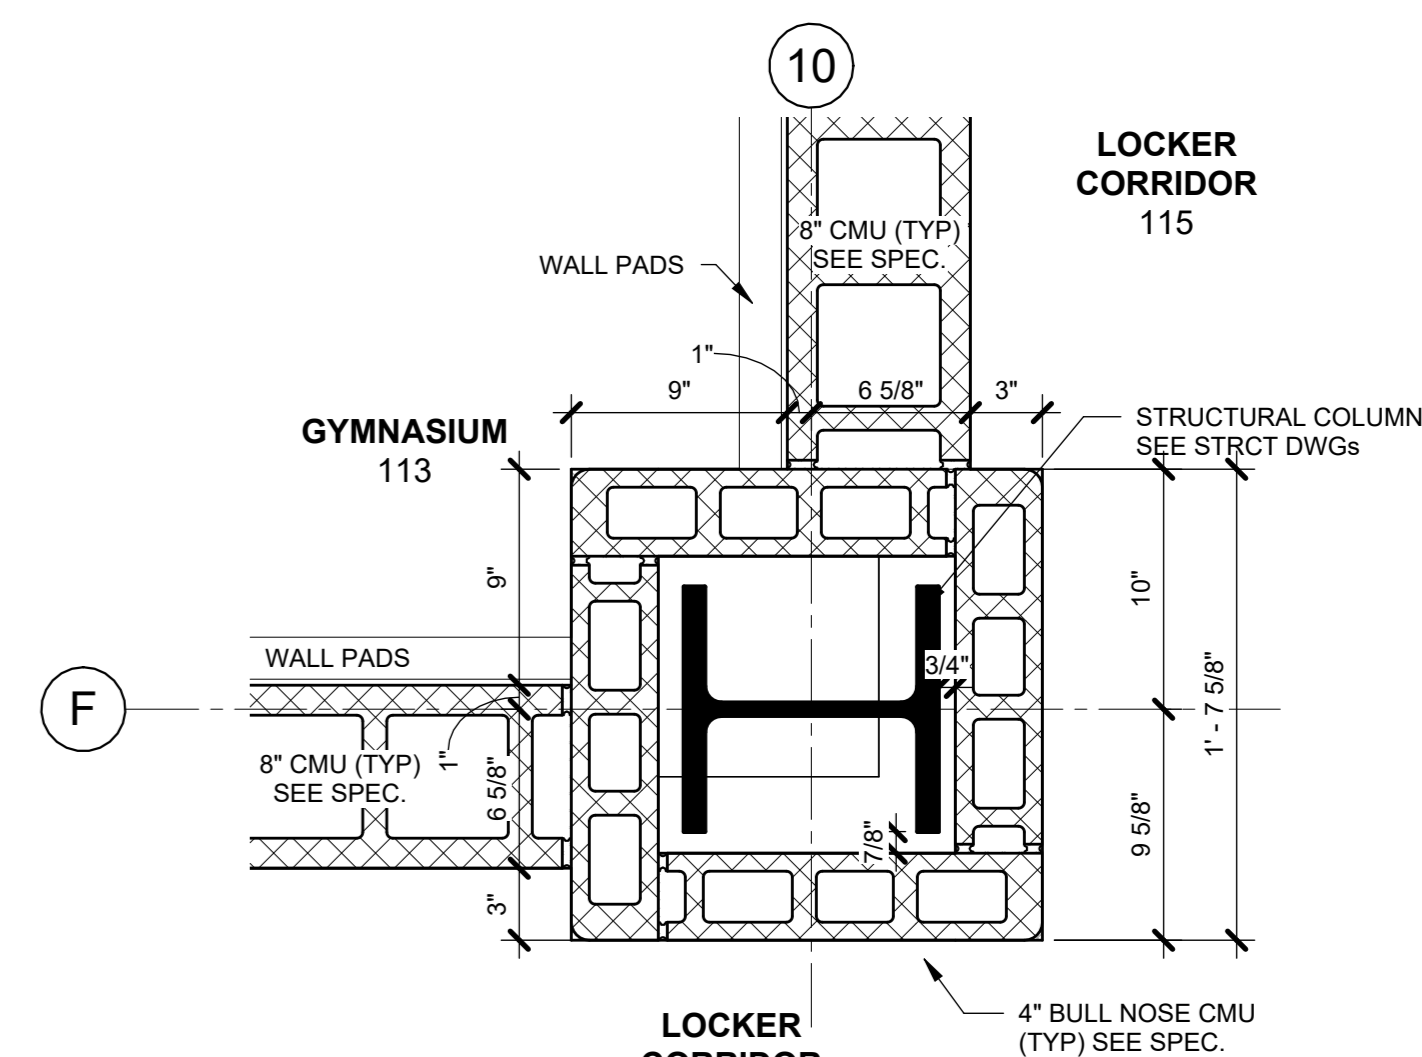 10
LOCKER
CORRIDOR
115
8" CMU (TYP)
SEE SPEC.
WALL PADS
1"
9"
6 5/8"
3"
STRUCTURAL COLUMN
SEE STRCT DWGs
GYMNASIUM
113
9"
10"
WALL PADS
3/4"
1' - 7 5/8"
F
8" CMU (TYP)
SEE SPEC.
1"
6 5/8"
7/8"
9 5/8"
3"
4" BULL NOSE CMU
(TYP) SEE SPEC.
LOCKER
CORRIDOR